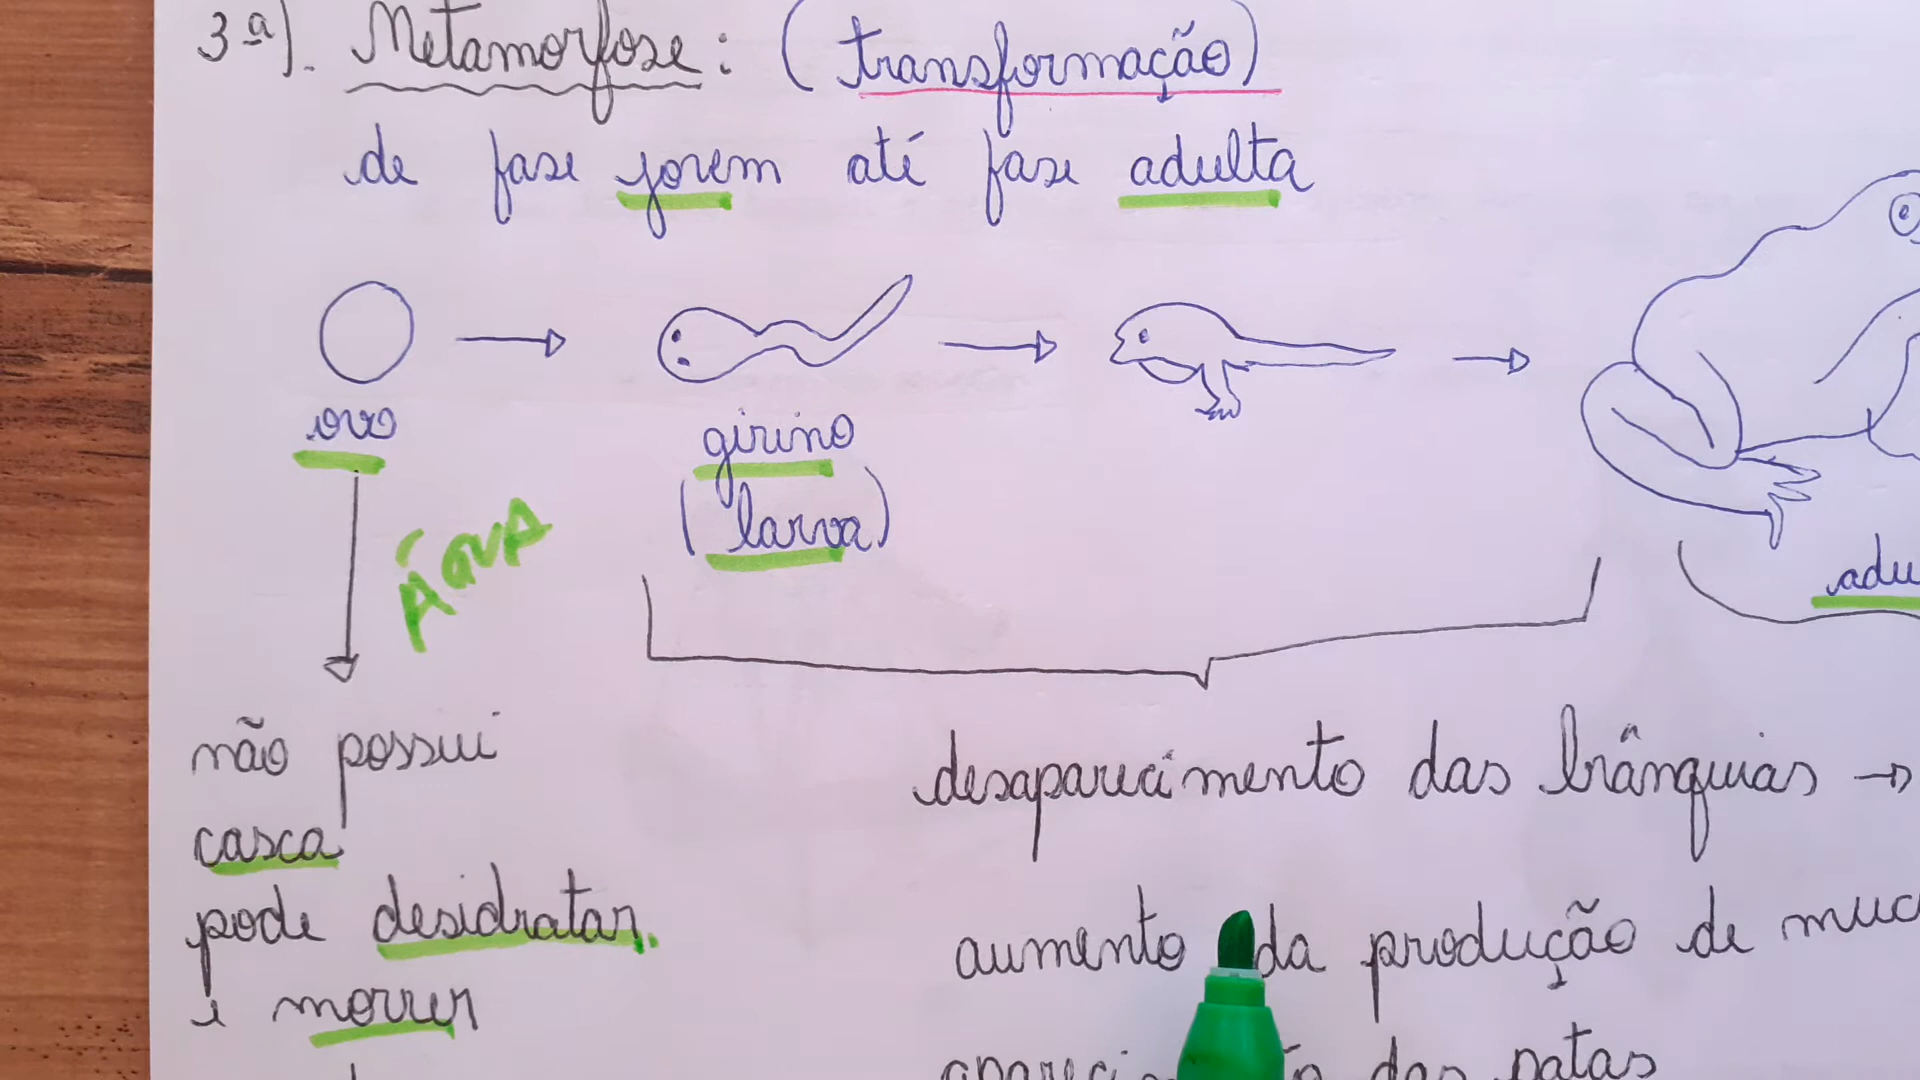 3ª). Metamorfose: (transformação)
de fase jovem até fase adulta
ovo
girino
(larva)
adu
ÁGUA
não possui
casca
pode desidratar
e morrer
desaparecimento das brânquias →
aumento da produção de muc
das patas